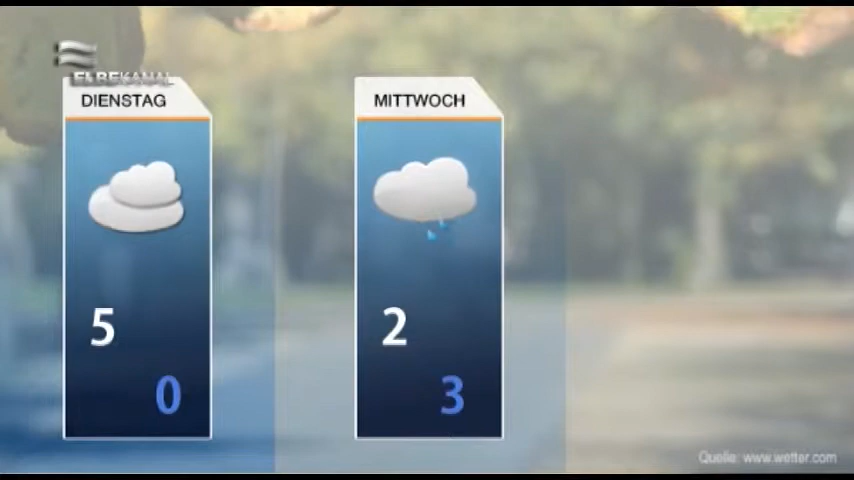 ELBEKANAL
DIENSTAG
MITTWOCH
5
2
0
3
Quelle: www.wetter.com